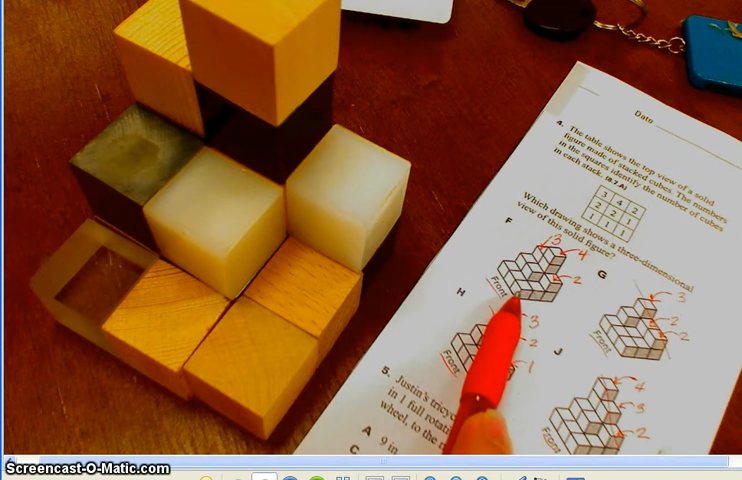 Date
4. The table shows the top view of a solid
figure made of stacked cubes. The numbers
in the squares identify the number of cubes
in each stack. (8.7.A)
3 4 2
2 2 1
1 1 1
Which drawing shows a three-dimensional
view of this solid figure?
F
3
4
2
Front
G
3
2
2
Front
H
3
2
1
Front
J
4
3
2
Front
5. Justin's
in 1 full
wheel, to the
A 9 in
C
Screencast-O-Matic.com